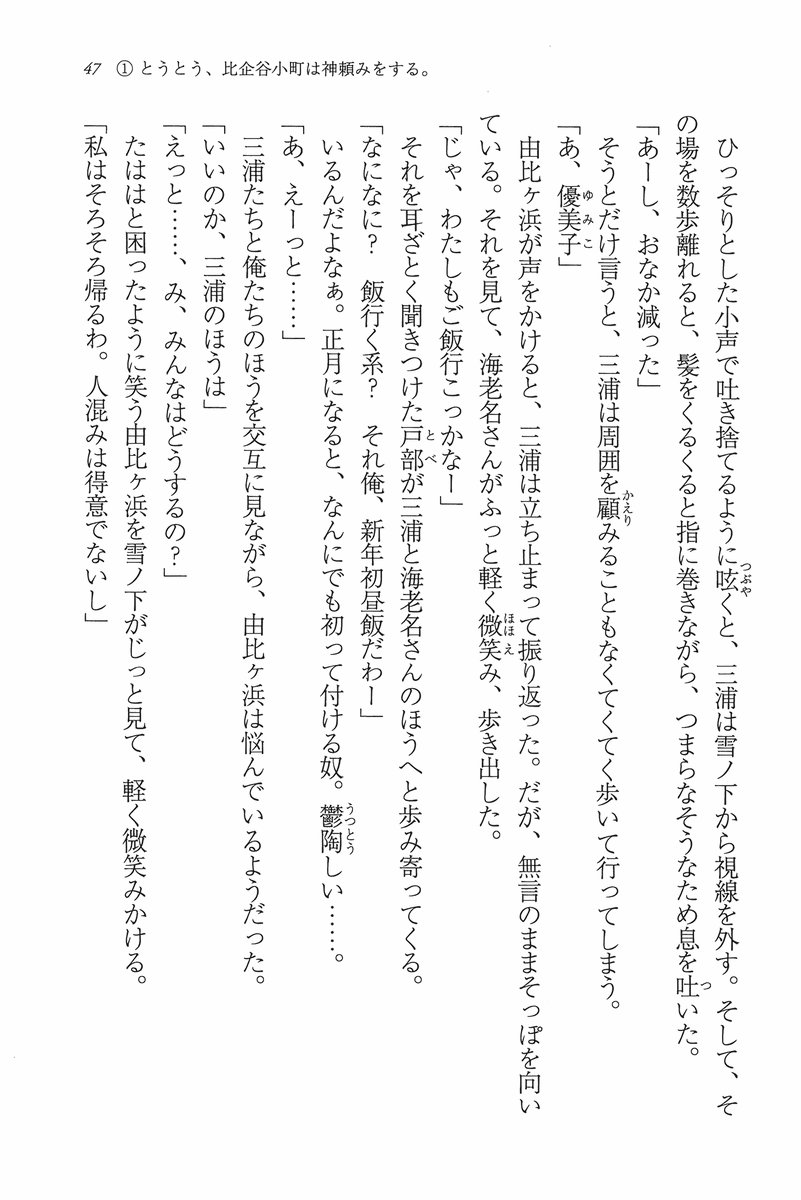 47 ① とうとう、比企谷小町は神頼みをする。
ひっそりとした小声で吐き捨てるように呟くと、三浦は雪ノ下から視線を外す。そして、そ
の場を数歩離れると、髪をくるくると指に巻きながら、つまらなそうなため息を吐いた。
「あーし、おなか減った」
そうとだけ言うと、三浦は周囲を顧みることもなくてくてく歩いて行ってしまう。
「あ、優美子」
由比ヶ浜が声をかけると、三浦は立ち止まって振り返った。だが、無言のままそっぽを向い
ている。それを見て、海老名さんがふっと軽く微笑み、歩き出した。
「じゃ、わたしもご飯行こっかなー」
それを耳ざとく聞きつけた戸部が三浦と海老名さんのほうへと歩み寄ってくる。
「なになに? 飯行く系? それ俺、新年初昼飯だわー」
いるんだよなぁ。正月になると、なんにでも初って付ける奴。鬱陶しい……。
「あ、えーっと……」
三浦たちと俺たちのほうを交互に見ながら、由比ヶ浜は悩んでいるようだった。
「いいのか、三浦のほうは」
「えっと……、み、みんなはどうするの?」
たははと困ったように笑う由比ヶ浜を雪ノ下がじっと見て、軽く微笑みかける。
「私はそろそろ帰るわ。人混みは得意でないし」